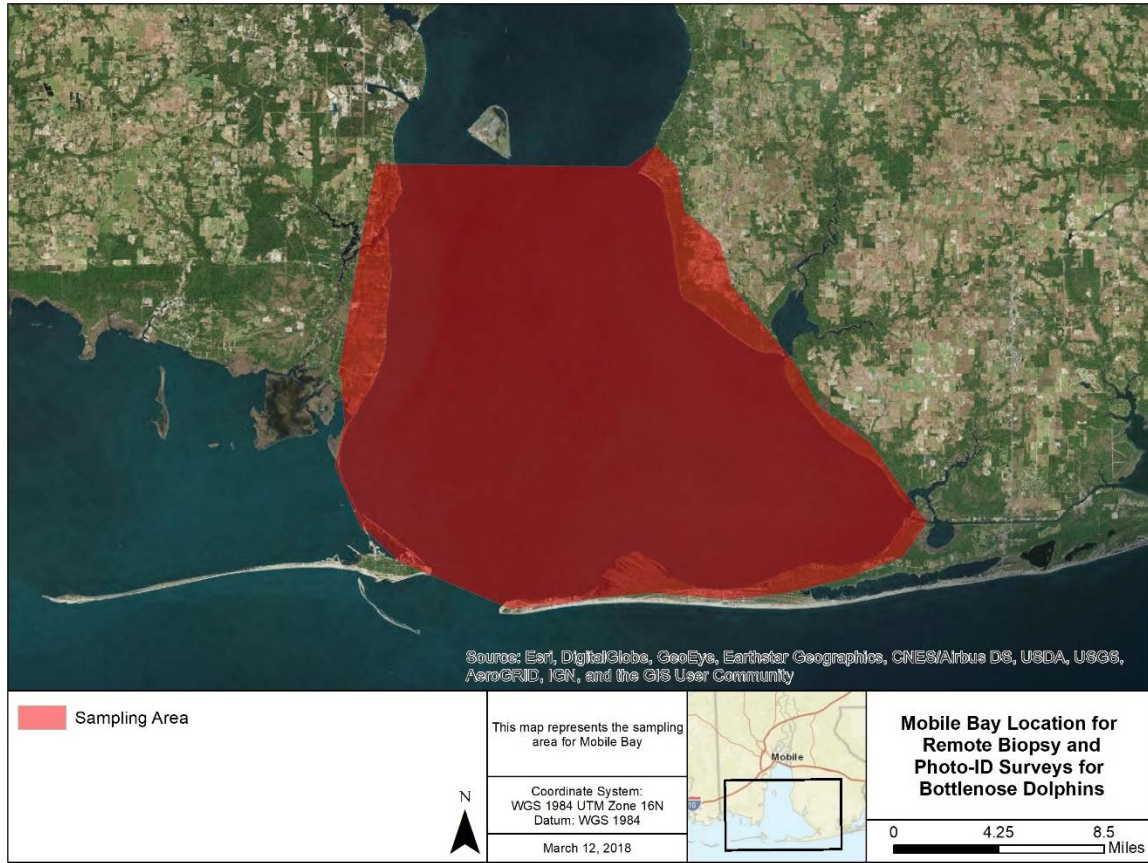 Source: Esri, DigitalGlobe, GeoEye, Earthstar Geographics, CNES/Airbus DS, USDA, USGS,
AeroGRID, IGN, and the GIS User Community
Sampling Area
N
This map represents the sampling
area for Mobile Bay
Coordinate System:
WGS 1984 UTM Zone 16N
Datum: WGS 1984
March 12, 2018
Mobile
10
Mobile Bay Location for
Remote Biopsy and
Photo-ID Surveys for
Bottlenose Dolphins
0 4.25 8.5
Miles